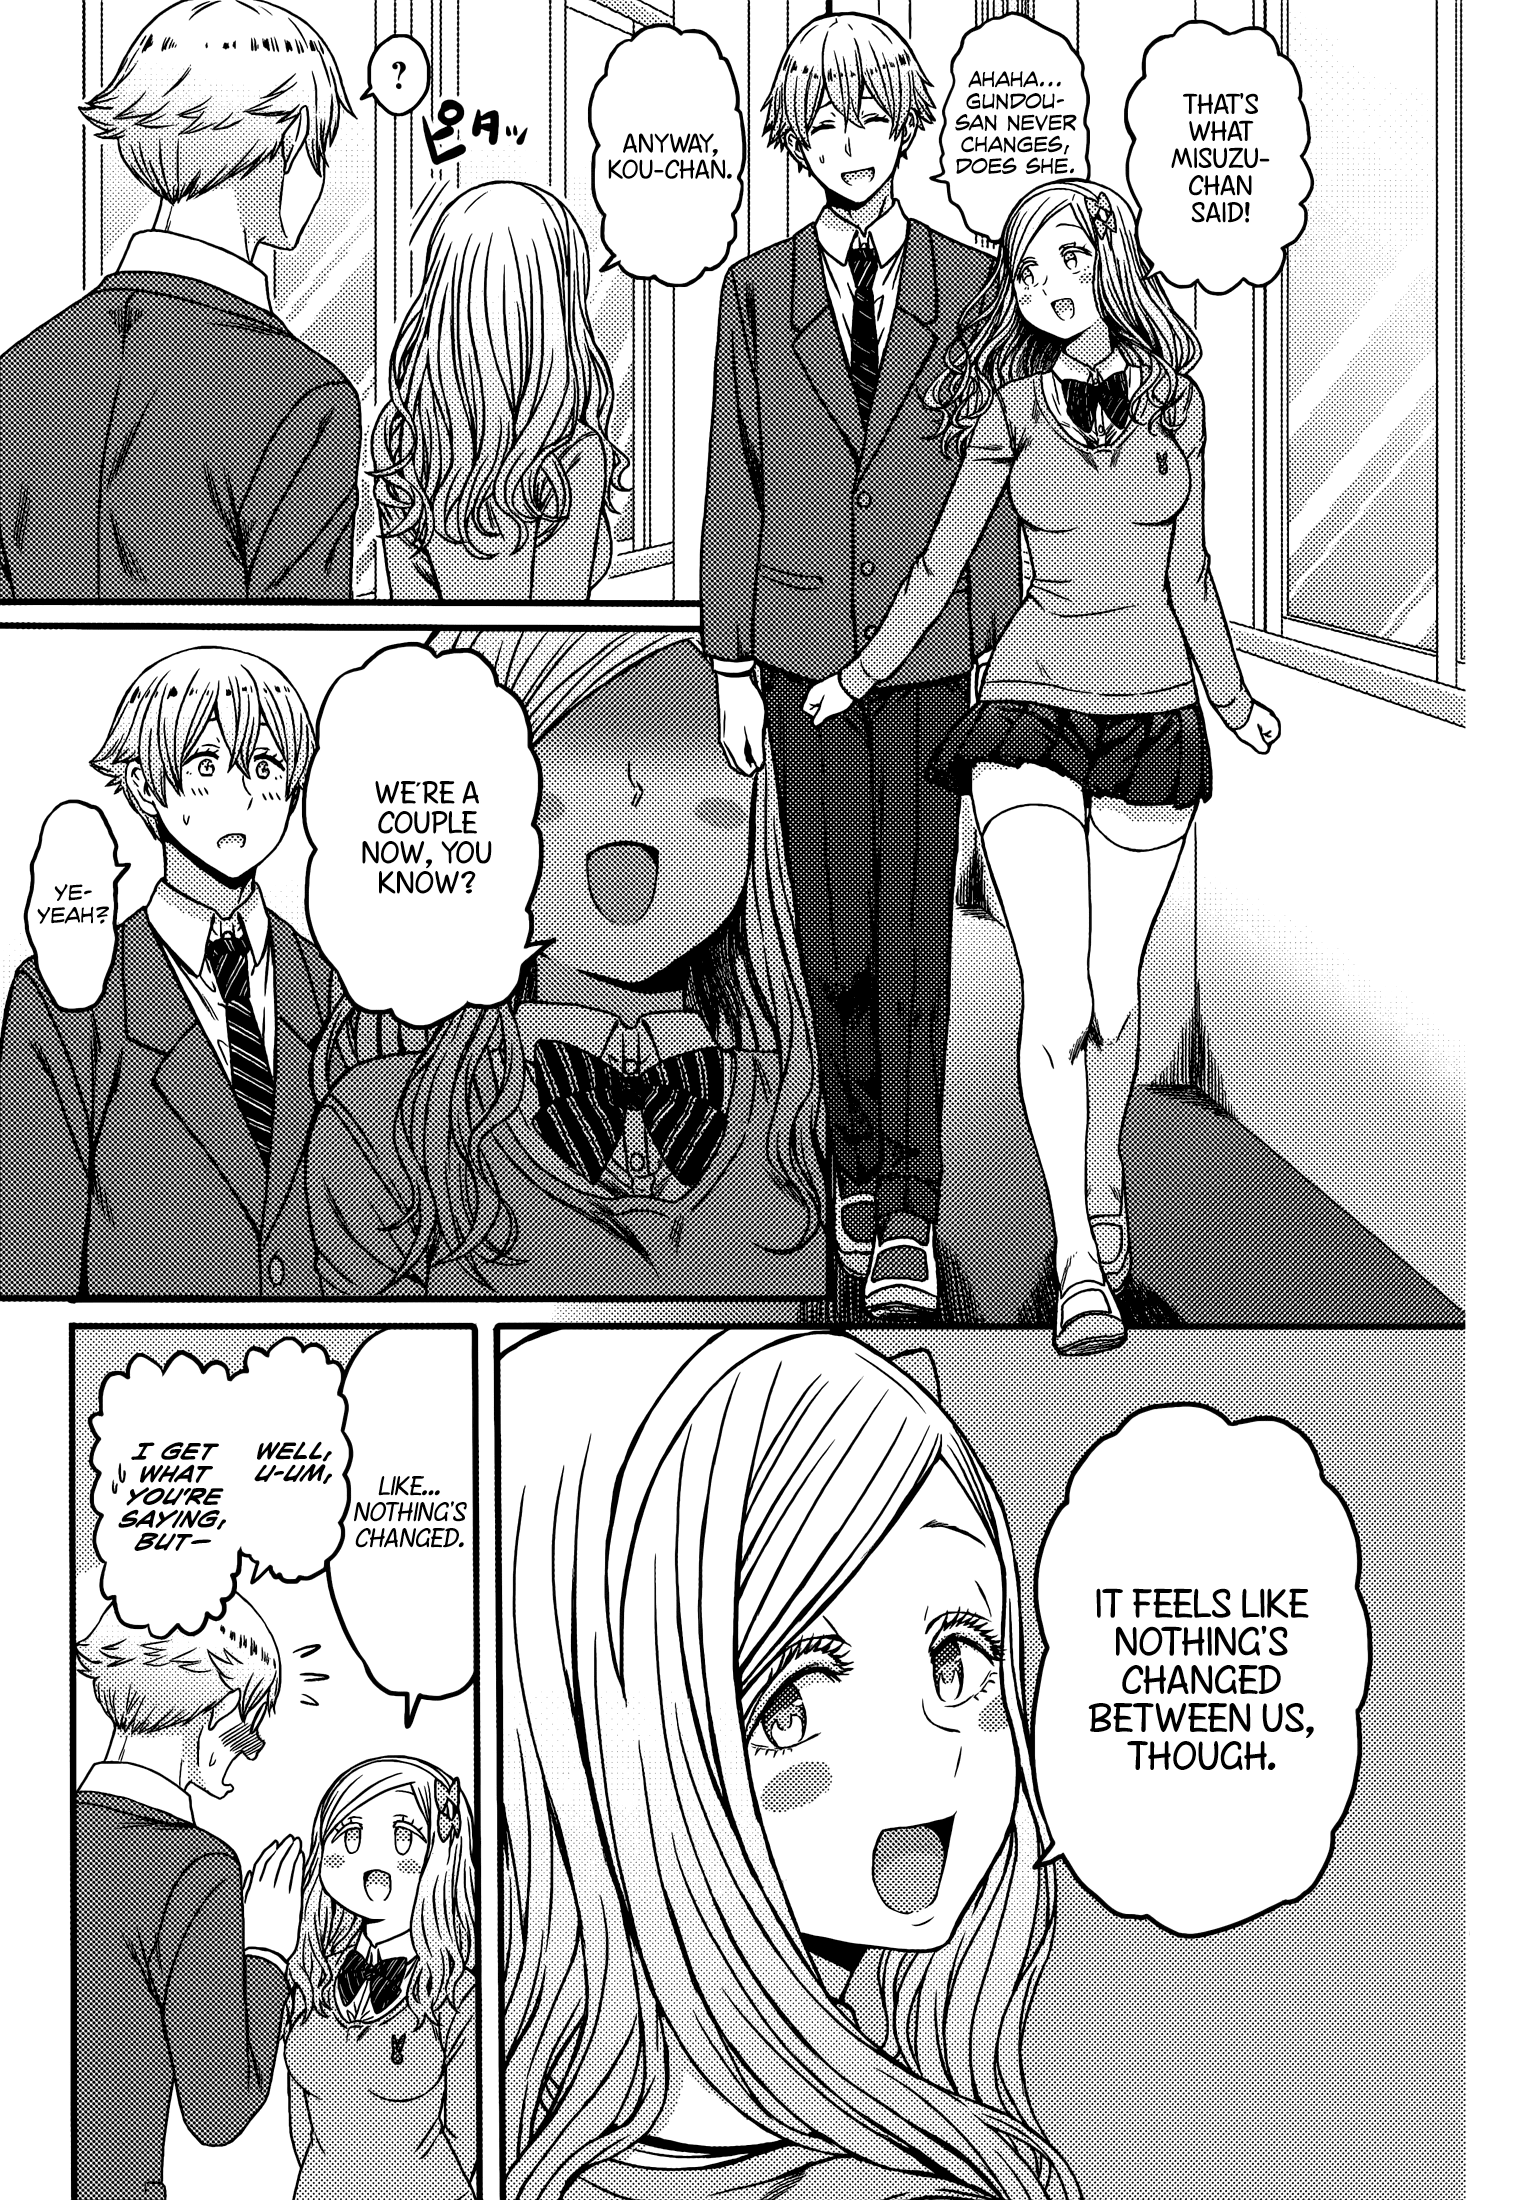 THAT'S
WHAT
MISUZU-
CHAN
SAID!
AHAHA...
GUNDOU-
SAN NEVER
CHANGES,
DOES SHE.
ANYWAY,
KOU-CHAN.
ピタッ
?
WE'RE A
COUPLE
NOW, YOU
KNOW?
YE-
YEAH?
IT FEELS LIKE
NOTHING'S
CHANGED
BETWEEN US,
THOUGH.
LIKE...
NOTHING'S
CHANGED.
WELL,
U-UM,
I GET
WHAT
YOU'RE
SAYING,
BUT—